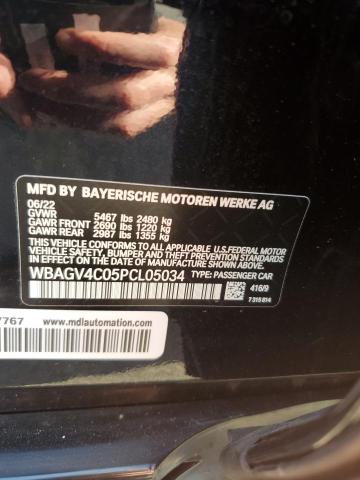 MFD BY BAYERISCHE MOTOREN WERKE AG
06/22
GVWR 5467 lbs 2480 kg
GAWR FRONT 2690 lbs 1220 kg
GAWR REAR 2987 lbs 1355 kg
THIS VEHICLE CONFORMS TO ALL APPLICABLE U.S.FEDERAL MOTOR
VEHICLE SAFETY, BUMPER, AND THEFT PREVENTION STANDARDS
IN EFFECT ON THE DATE OF MANUFACTURE SHOWN ABOVE.
WBAGV4C05PCL05034 TYPE: PASSENGER CAR
416/9
7 315 814
7767 www.mdiautomation.com